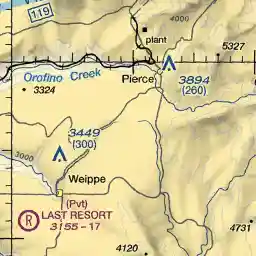 119
4000
plant
5327
Orofino Creek
Pierce
3894
(260)
3324
3449
(300)
3000
Weippe
(Pvt)
R
LAST RESORT
3155 - 17
4731
4120